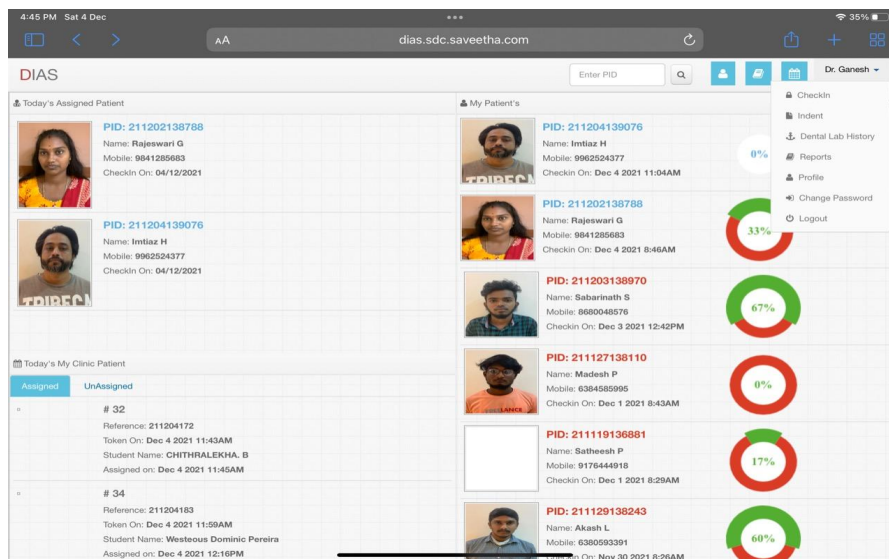 4:45 PM Sat 4 Dec
35%
AA
dias.sdc.saveetha.com
DIAS
Enter PID
Dr. Ganesh
CheckIn
Indent
Dental Lab History
Reports
Profile
Change Password
Logout
Today's Assigned Patient
PID: 211202138788
Name: Rajeswari G
Mobile: 9841285683
CheckIn On: 04/12/2021
PID: 211204139076
Name: Imtiaz H
Mobile: 9962524377
CheckIn On: 04/12/2021
Today's My Clinic Patient
Assigned
UnAssigned
# 32
Reference: 211204172
Token On: Dec 4 2021 11:43AM
Student Name: CHITHRALEKHA. B
Assigned on: Dec 4 2021 11:45AM
# 34
Reference: 211204183
Token On: Dec 4 2021 11:59AM
Student Name: Westeous Dominic Pereira
Assigned on: Dec 4 2021 12:16PM
My Patient's
PID: 211204139076
Name: Imtiaz H
Mobile: 9962524377
Checkin On: Dec 4 2021 11:04AM
0%
PID: 211202138788
Name: Rajeswari G
Mobile: 9841285683
Checkin On: Dec 4 2021 8:46AM
33%
PID: 211203138970
Name: Sabarinath S
Mobile: 8680048576
Checkin On: Dec 3 2021 12:42PM
67%
PID: 211127138110
Name: Madesh P
Mobile: 6384585995
Checkin On: Dec 1 2021 8:43AM
0%
PID: 211119136881
Name: Satheesh P
Mobile: 9176444918
Checkin On: Dec 1 2021 8:29AM
17%
PID: 211129138243
Name: Akash L
Mobile: 6380593391
On: Nov 30 2021 8:26AM
60%